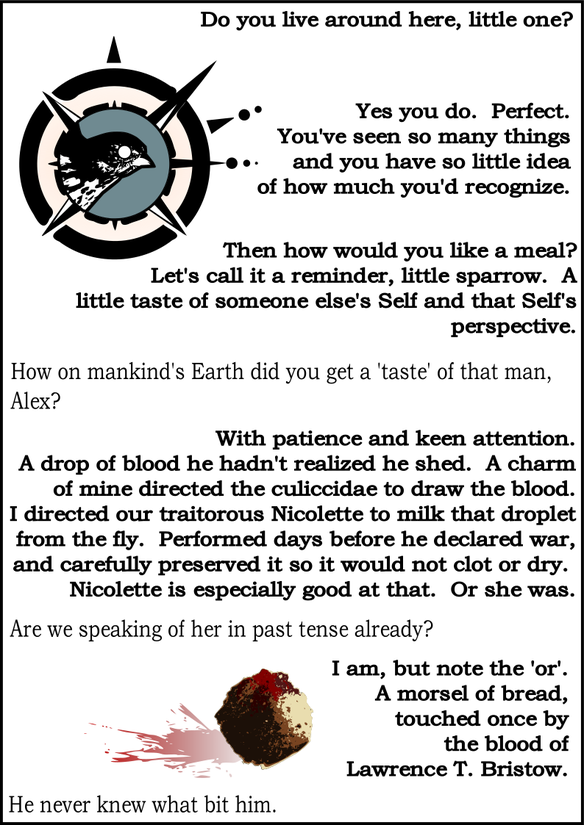 Do you live around here, little one?
Yes you do. Perfect.
You've seen so many things
and you have so little idea
of how much you'd recognize.
Then how would you like a meal?
Let's call it a reminder, little sparrow. A
little taste of someone else's Self and that Self's
perspective.
How on mankind's Earth did you get a 'taste' of that man,
Alex?
With patience and keen attention.
A drop of blood he hadn't realized he shed. A charm
of mine directed the culiccidae to draw the blood.
I directed our traitorous Nicolette to milk that droplet
from the fly. Performed days before he declared war,
and carefully preserved it so it would not clot or dry.
Nicolette is especially good at that. Or she was.
Are we speaking of her in past tense already?
I am, but note the 'or'.
A morsel of bread,
touched once by
the blood of
Lawrence T. Bristow.
He never knew what bit him.